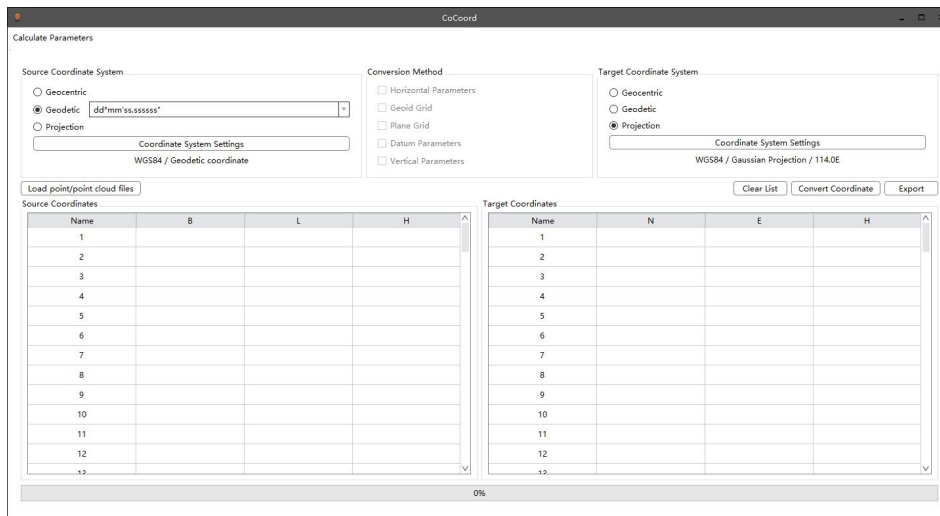 CoCoord
Calculate Parameters
Source Coordinate System
Geocentric
Geodetic dd°mm'ss.ssssss"
Projection
Coordinate System Settings
WGS84 / Geodetic coordinate
Conversion Method
Horizontal Parameters
Geoid Grid
Plane Grid
Datum Parameters
Vertical Parameters
Target Coordinate System
Geocentric
Geodetic
Projection
Coordinate System Settings
WGS84 / Gaussian Projection / 114.0E
Load point/point cloud files
Clear List Convert Coordinate Export
Source Coordinates
Name B L H
1
2
3
4
5
6
7
8
9
10
11
12
13
Target Coordinates
Name N E H
1
2
3
4
5
6
7
8
9
10
11
12
13
0%